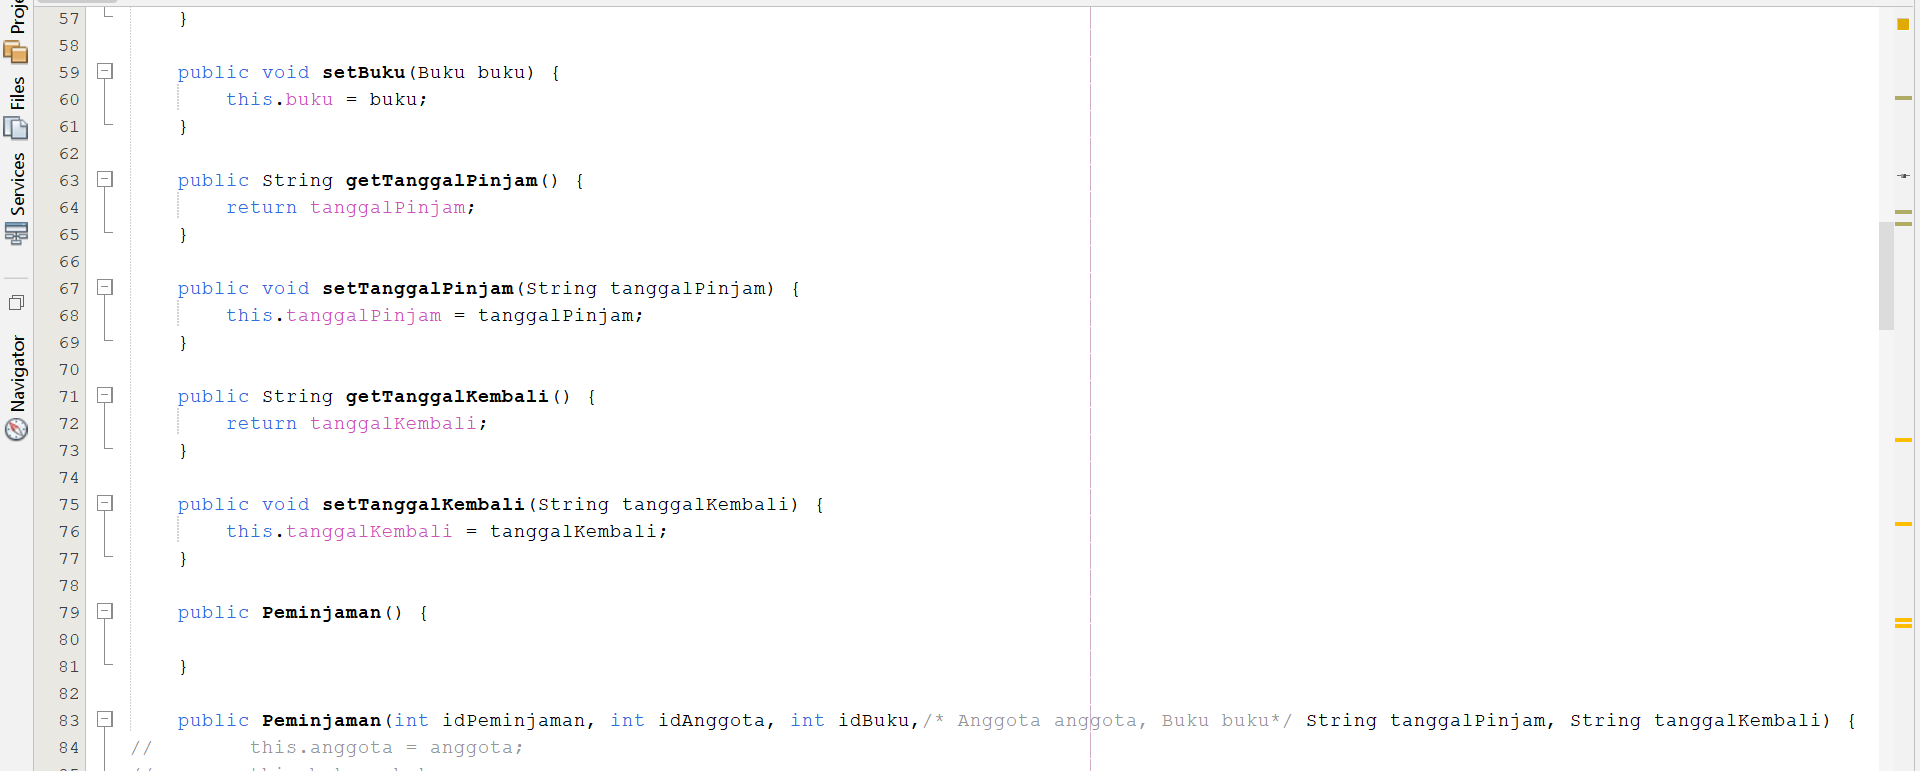 Proje
Files
Services
Navigator
57 }
58
59 public void setBuku(Buku buku) {
60 this.buku = buku;
61 }
62
63 public String getTanggalPinjam() {
64 return tanggalPinjam;
65 }
66
67 public void setTanggalPinjam(String tanggalPinjam) {
68 this.tanggalPinjam = tanggalPinjam;
69 }
70
71 public String getTanggalKembali() {
72 return tanggalKembali;
73 }
74
75 public void setTanggalKembali(String tanggalKembali) {
76 this.tanggalKembali = tanggalKembali;
77 }
78
79 public Peminjaman() {
80
81 }
82
83 public Peminjaman(int idPeminjaman, int idAnggota, int idBuku,/* Anggota anggota, Buku buku*/ String tanggalPinjam, String tanggalKembali) {
84 // this.anggota = anggota;